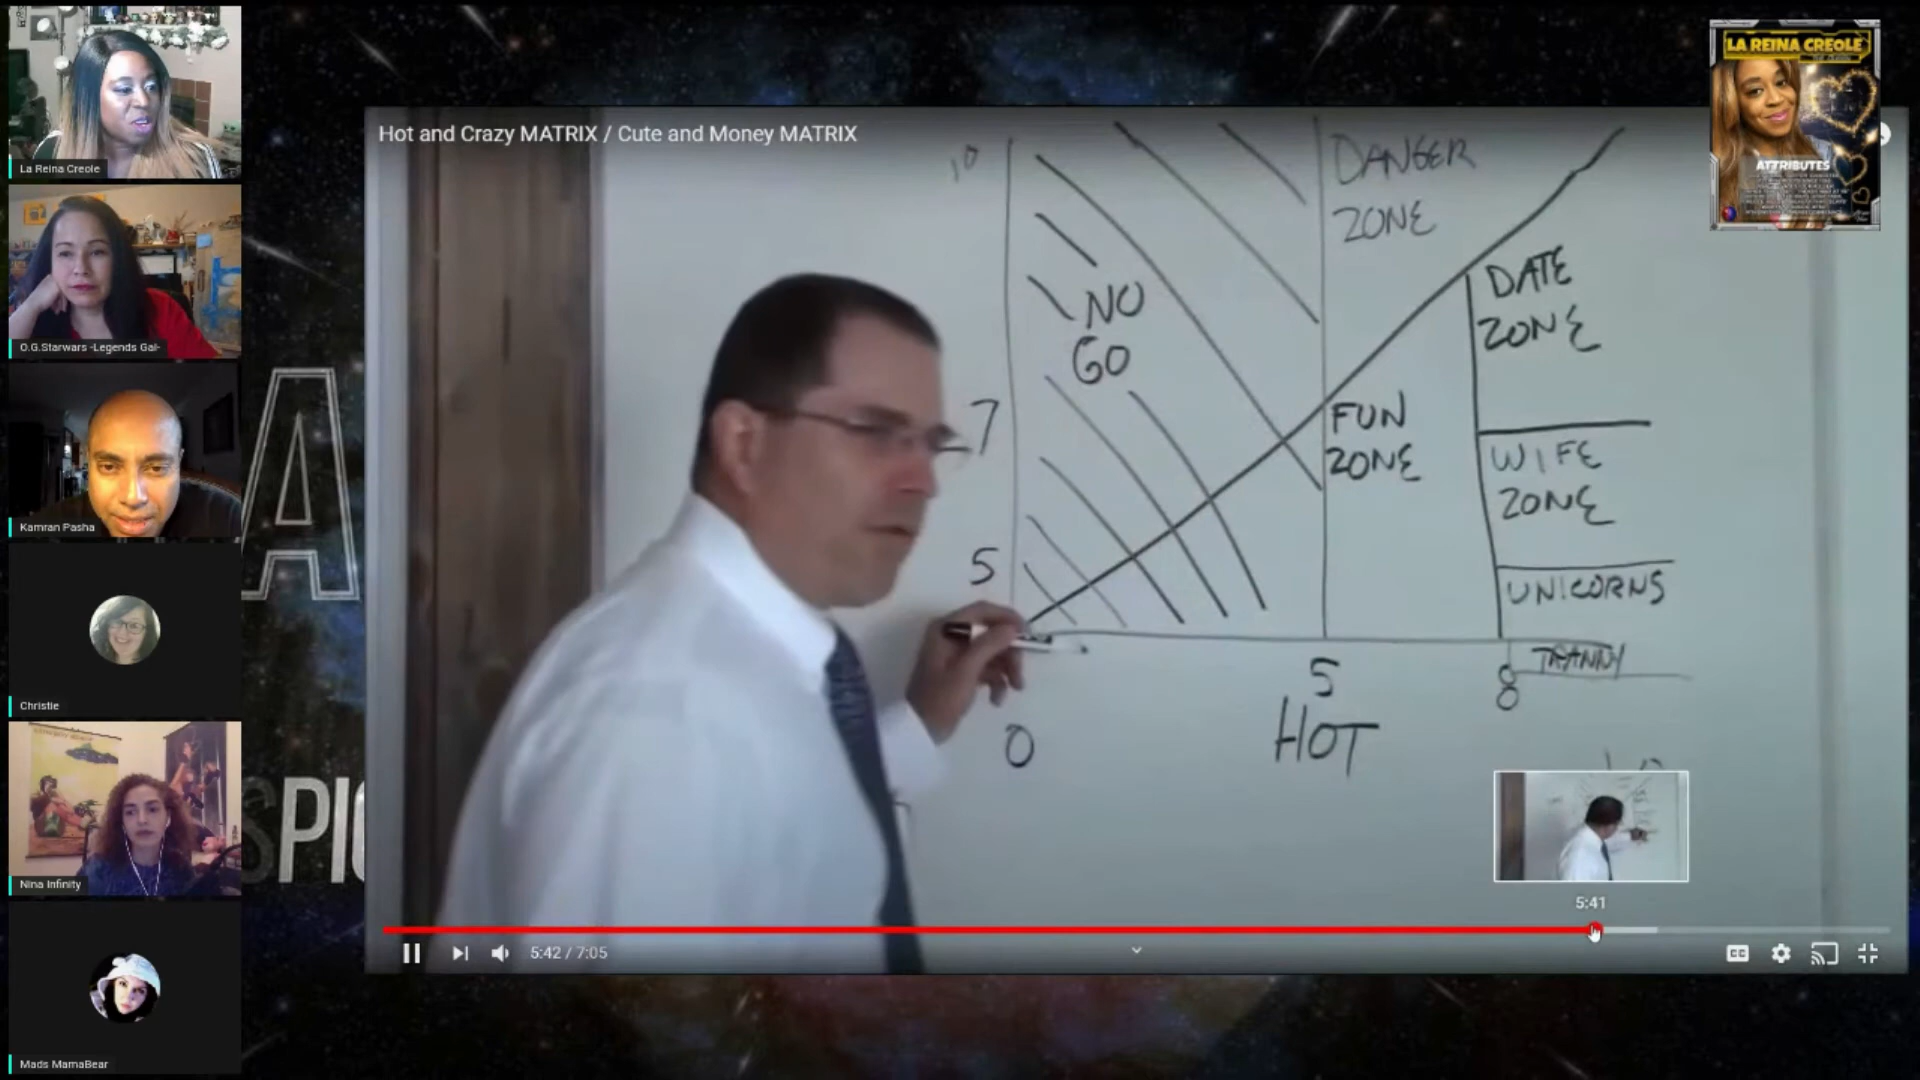 La Reina Creole
O.G.Starwars -Legends Gal-
Kamran Pasha
Christie
Nina Infinity
Mads MamaBear
A
SPI
Hot and Crazy MATRIX / Cute and Money MATRIX
10
7
5
0
NO
GO
DANGER
ZONE
DATE
ZONE
FUN
ZONE
WIFE
ZONE
UNICORNS
TRANNY
5
8
HOT
5:41
5:42 / 7:05
CC
LA REINA CREOLE
ATTRIBUTES